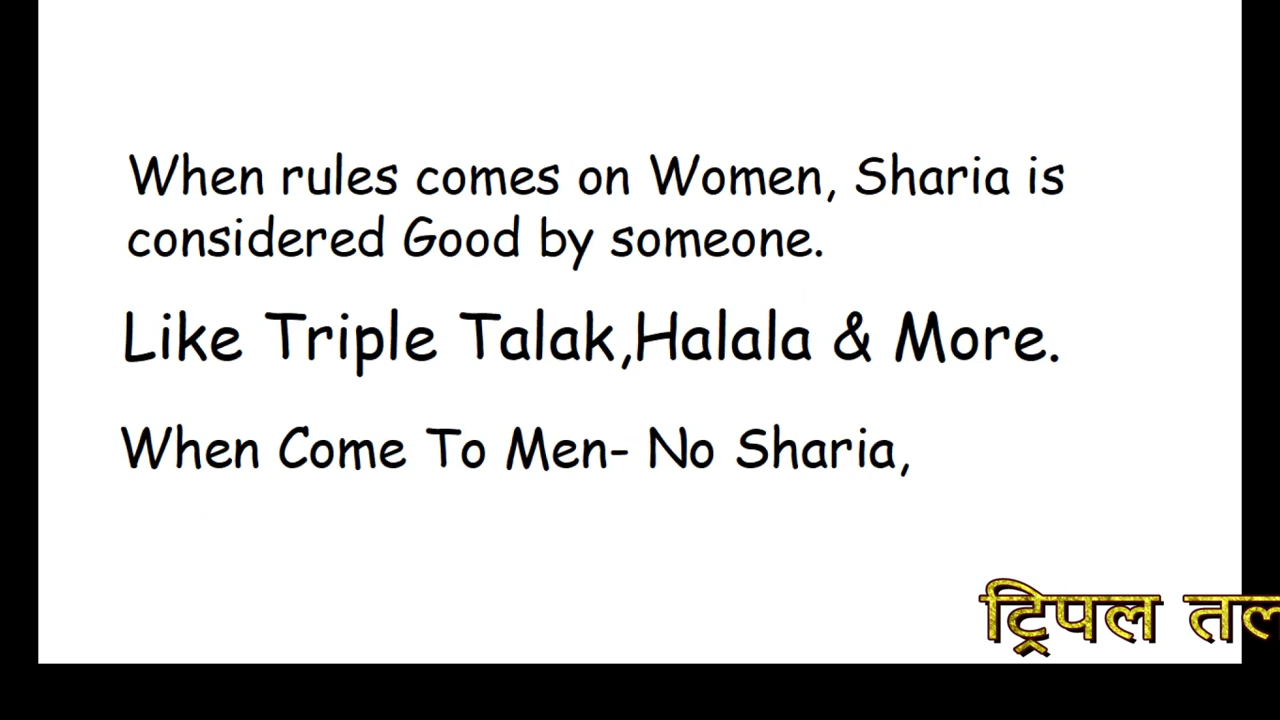 When rules comes on Women, Sharia is
considered Good by someone.
Like Triple Talak,Halala & More.
When Come To Men- No Sharia,
ट्रिपल